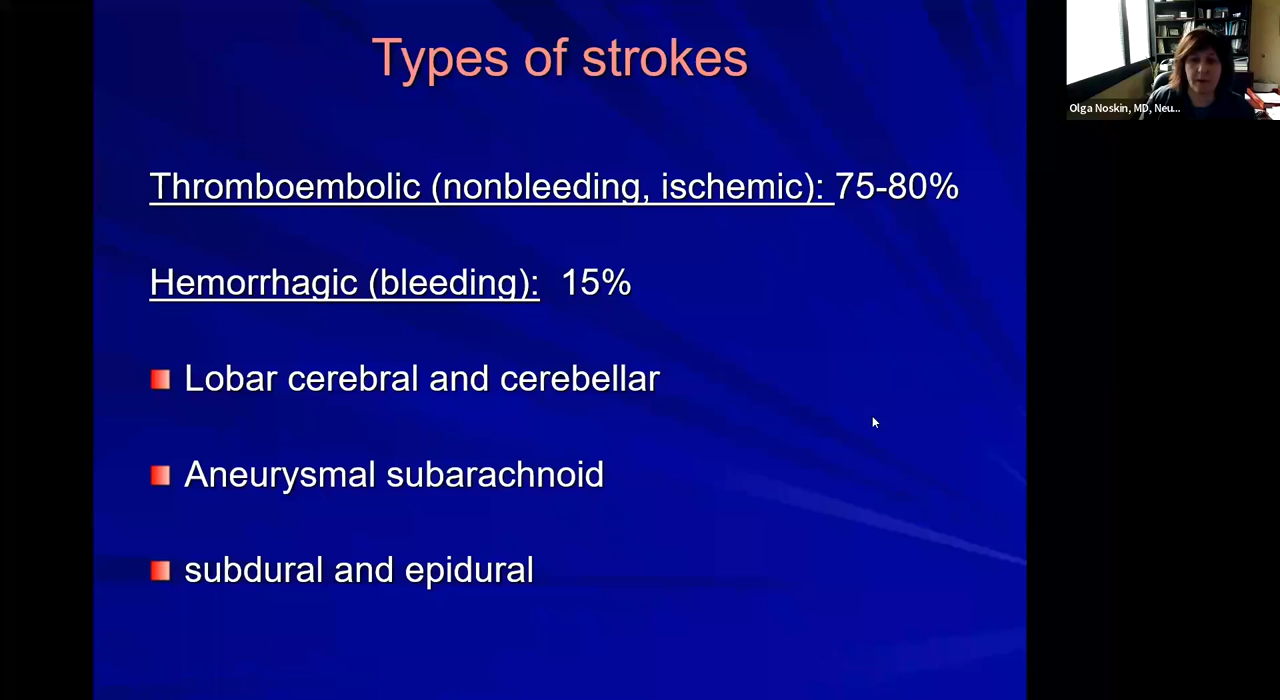 Types of strokes
Thromboembolic (nonbleeding, ischemic): 75-80%
Hemorrhagic (bleeding): 15%
Lobar cerebral and cerebellar
Aneurysmal subarachnoid
subdural and epidural
Olga Noskin, MD, Neu...